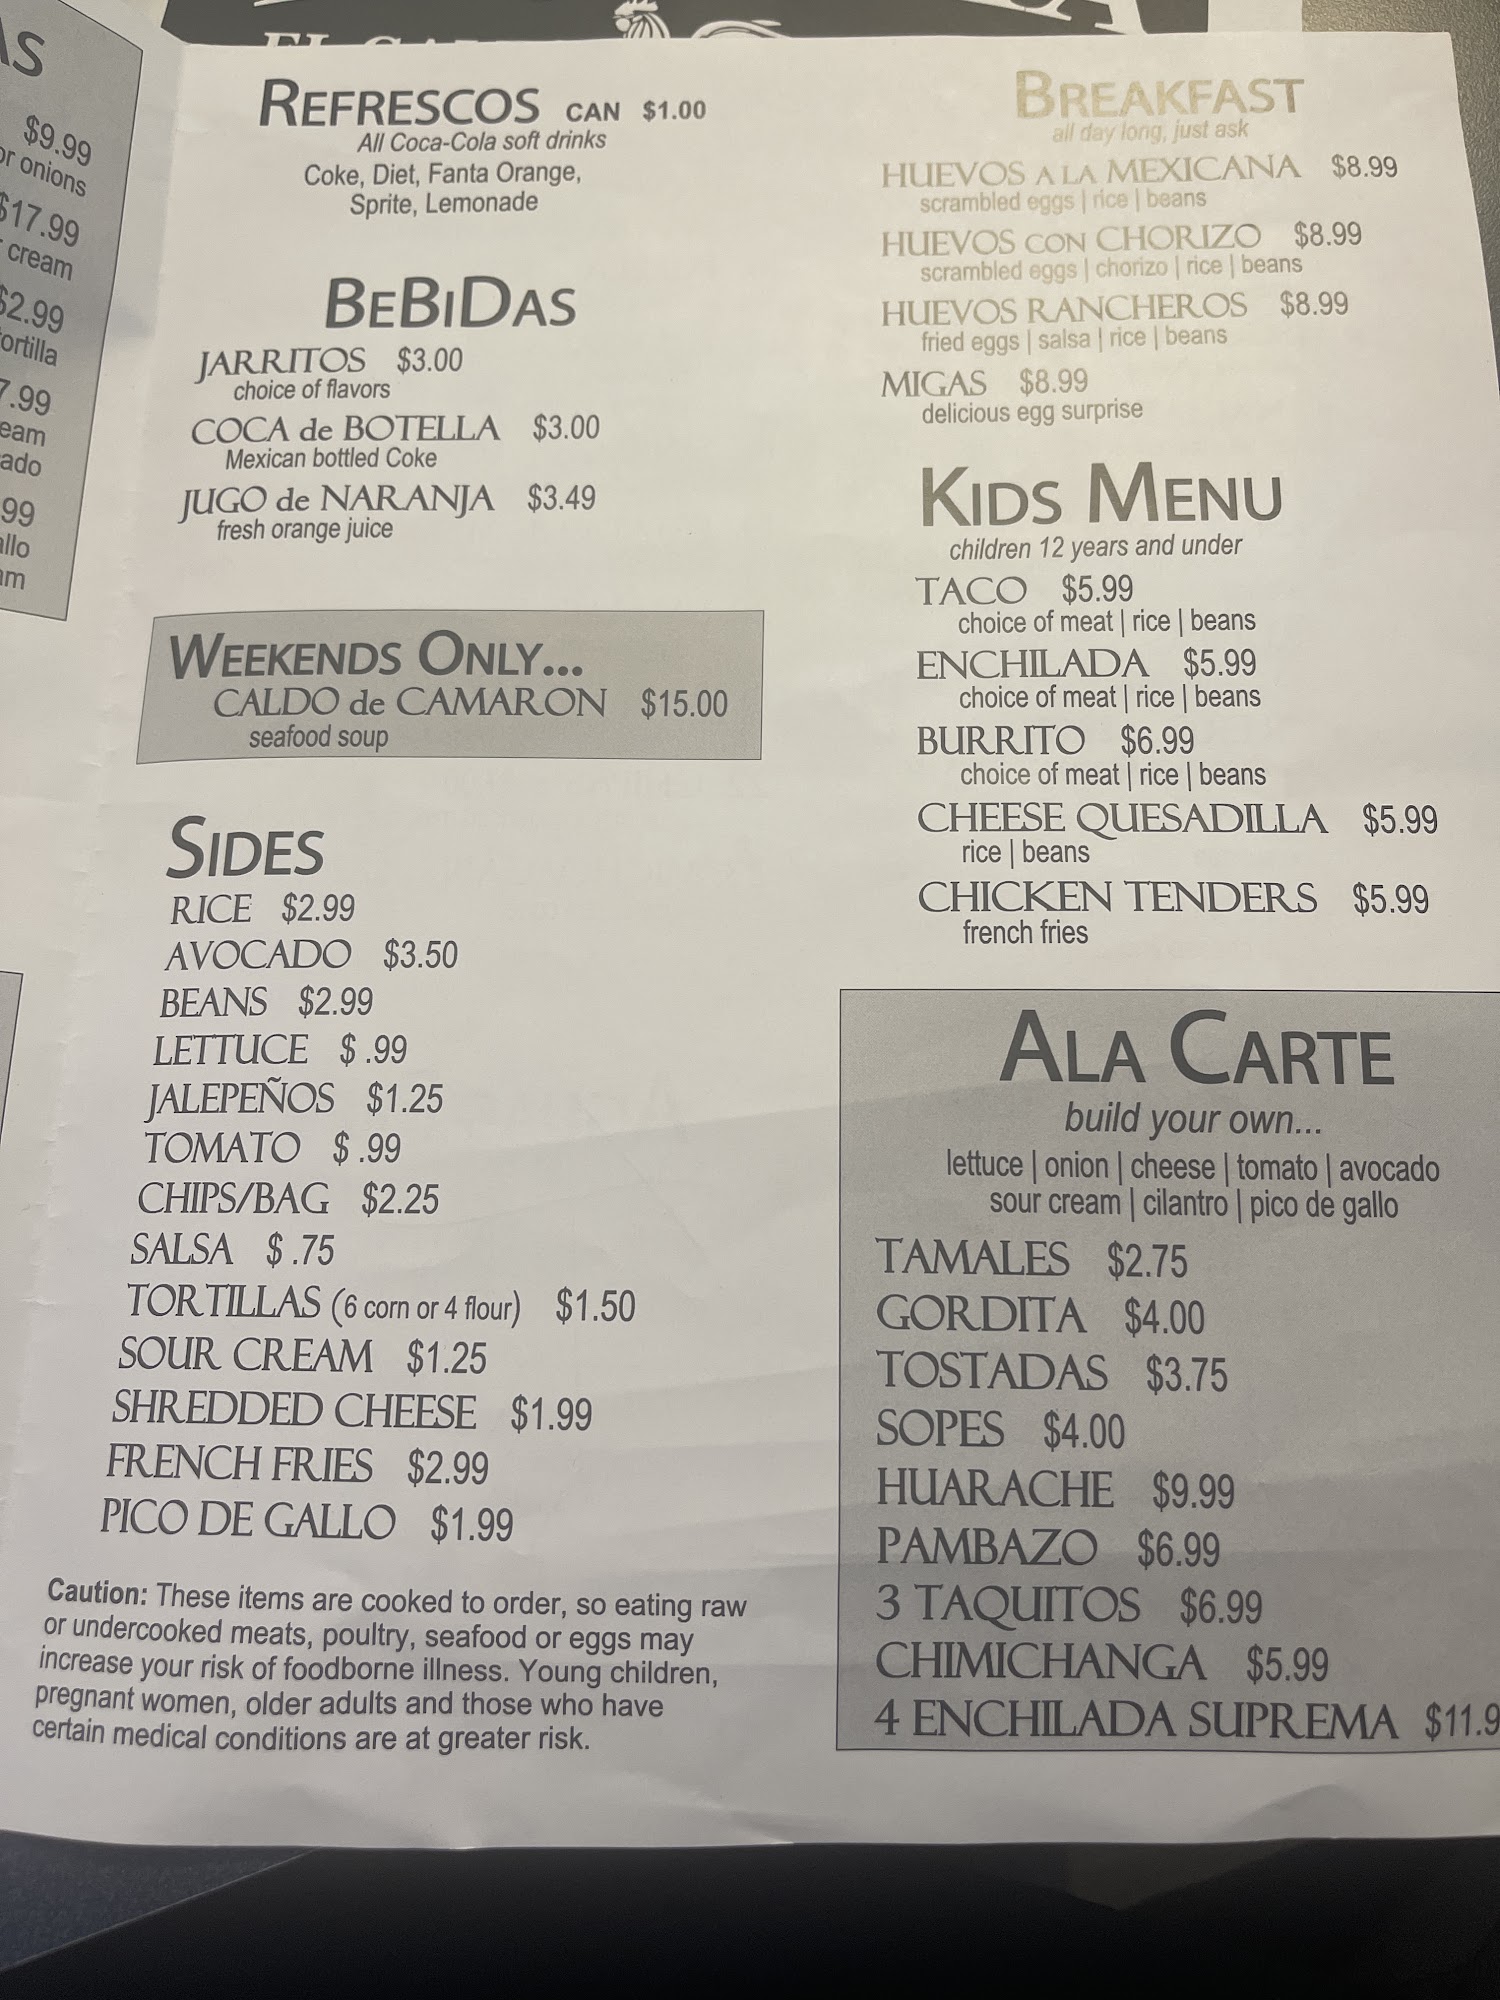 AS
$9.99
or onions
$17.99
cream
$2.99
tortilla
7.99
eam
ado
99
allo
am
REFRESCOS CAN $1.00
All Coca-Cola soft drinks
Coke, Diet, Fanta Orange,
Sprite, Lemonade
BEBIDAS
JARRITOS $3.00
choice of flavors
COCA de BOTELLA $3.00
Mexican bottled Coke
JUGO de NARANJA $3.49
fresh orange juice
WEEKENDS ONLY...
CALDO de CAMARON $15.00
seafood soup
SIDES
RICE $2.99
AVOCADO $3.50
BEANS $2.99
LETTUCE $ .99
JALEPEÑOS $1.25
TOMATO $ .99
CHIPS/BAG $2.25
SALSA $ .75
TORTILLAS (6 corn or 4 flour) $1.50
SOUR CREAM $1.25
SHREDDED CHEESE $1.99
FRENCH FRIES $2.99
PICO DE GALLO $1.99
Caution: These items are cooked to order, so eating raw
or undercooked meats, poultry, seafood or eggs may
increase your risk of foodborne illness. Young children,
pregnant women, older adults and those who have
certain medical conditions are at greater risk.
BREAKFAST
all day long, just ask
HUEVOS A LA MEXICANA $8.99
scrambled eggs | rice | beans
HUEVOS CON CHORIZO $8.99
scrambled eggs | chorizo | rice | beans
HUEVOS RANCHEROS $8.99
fried eggs | salsa | rice | beans
MIGAS $8.99
delicious egg surprise
KIDS MENU
children 12 years and under
TACO $5.99
choice of meat | rice | beans
ENCHILADA $5.99
choice of meat | rice | beans
BURRITO $6.99
choice of meat | rice | beans
CHEESE QUESADILLA $5.99
rice | beans
CHICKEN TENDERS $5.99
french fries
ALA CARTE
build your own...
lettuce | onion | cheese | tomato | avocado
sour cream | cilantro | pico de gallo
TAMALES $2.75
GORDITA $4.00
TOSTADAS $3.75
SOPES $4.00
HUARACHE $9.99
PAMBAZO $6.99
3 TAQUITOS $6.99
CHIMICHANGA $5.99
4 ENCHILADA SUPREMA $11.9